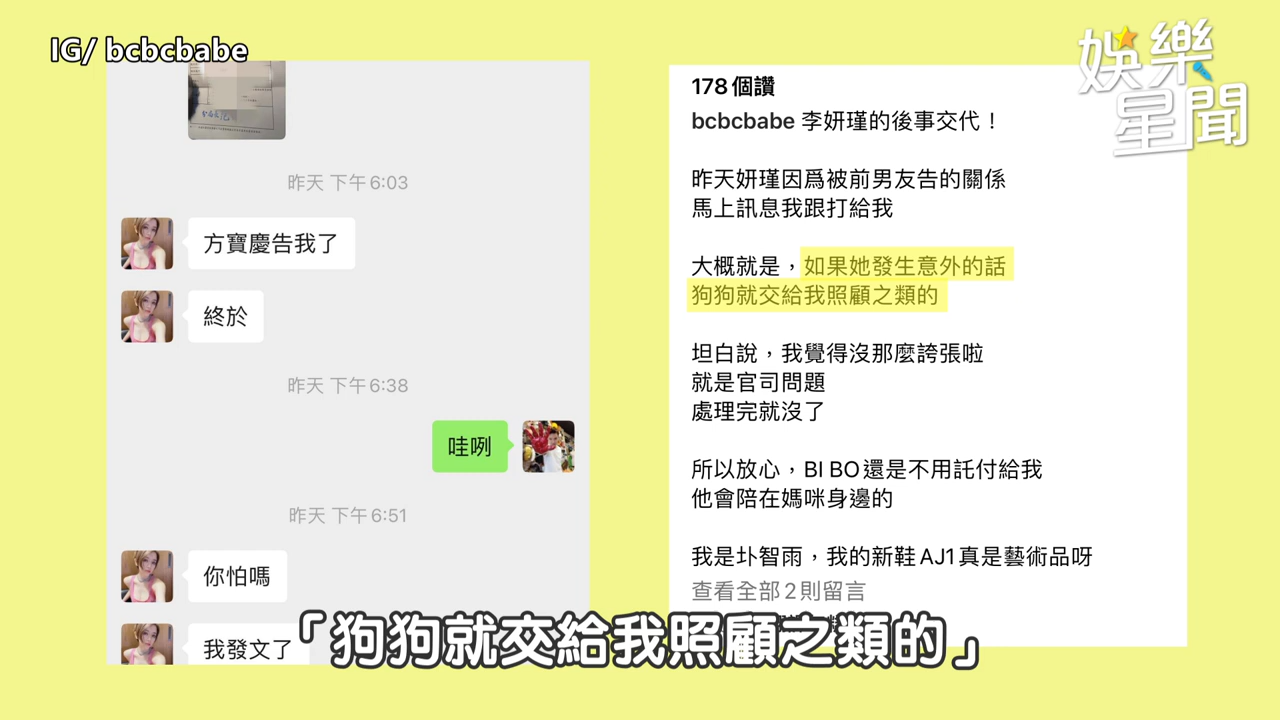 IG/ bcbcbabe
娛樂
星聞
昨天 下午6:03
方寶慶告我了
終於
昨天 下午6:38
哇咧
昨天 下午6:51
你怕嗎
我發文了
178個讚
bcbcbabe 李妍瑾的後事交代！
昨天妍瑾因爲被前男友告的關係
馬上訊息我跟打給我
大概就是，如果她發生意外的話
狗狗就交給我照顧之類的
坦白說，我覺得沒那麼誇張啦
就是官司問題
處理完就沒了
所以放心，BI BO還是不用託付給我
他會陪在媽咪身邊的
我是圤智雨，我的新鞋AJ1真是藝術品呀
查看全部2則留言
「狗狗就交給我照顧之類的」